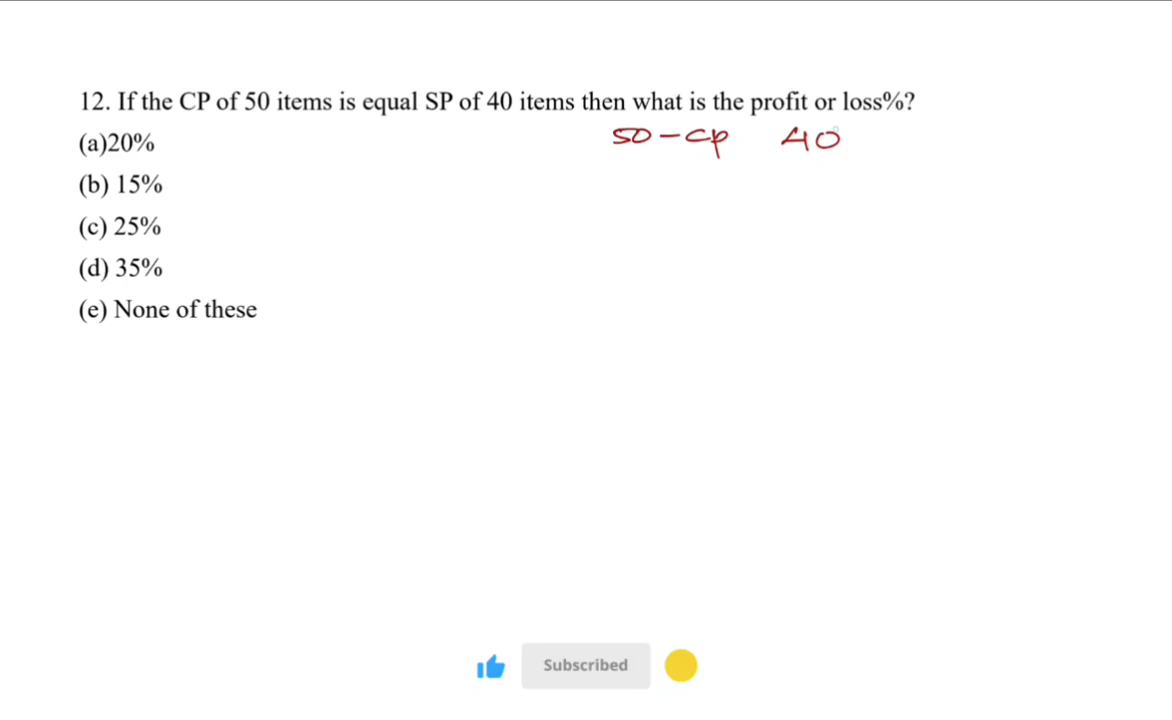 12. If the CP of 50 items is equal SP of 40 items then what is the profit or loss%?
50-CP 40
(a)20%
(b) 15%
(c) 25%
(d) 35%
(e) None of these
Subscribed